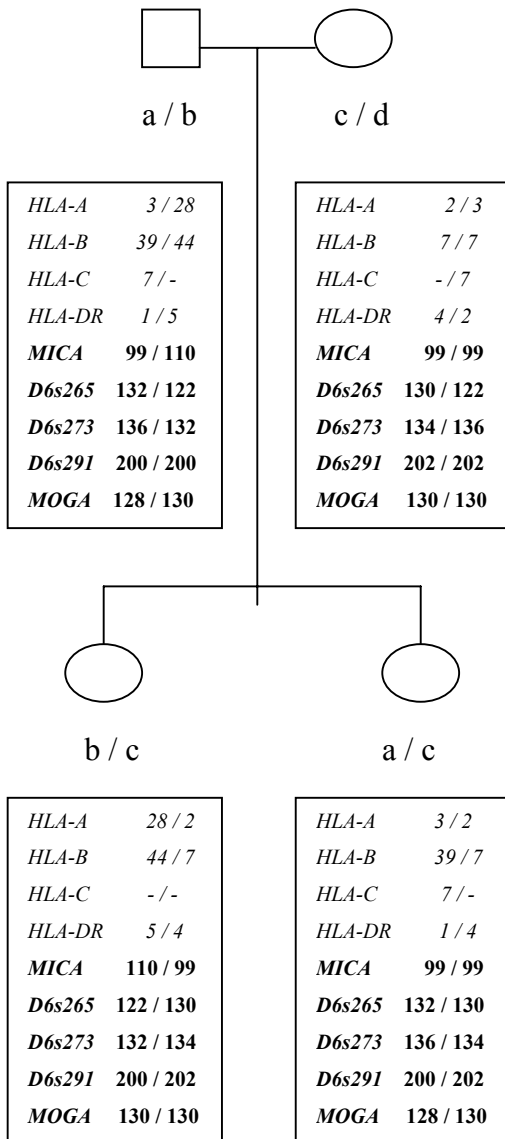 a / b
c / d
HLA-A 3 / 28
HLA-B 39 / 44
HLA-C 7 / -
HLA-DR 1 / 5
MICA 99 / 110
D6s265 132 / 122
D6s273 136 / 132
D6s291 200 / 200
MOGA 128 / 130
HLA-A 2 / 3
HLA-B 7 / 7
HLA-C - / 7
HLA-DR 4 / 2
MICA 99 / 99
D6s265 130 / 122
D6s273 134 / 136
D6s291 202 / 202
MOGA 130 / 130
b / c
a / c
HLA-A 28 / 2
HLA-B 44 / 7
HLA-C - / -
HLA-DR 5 / 4
MICA 110 / 99
D6s265 122 / 130
D6s273 132 / 134
D6s291 200 / 202
MOGA 130 / 130
HLA-A 3 / 2
HLA-B 39 / 7
HLA-C 7 / -
HLA-DR 1 / 4
MICA 99 / 99
D6s265 132 / 130
D6s273 136 / 134
D6s291 200 / 202
MOGA 128 / 130